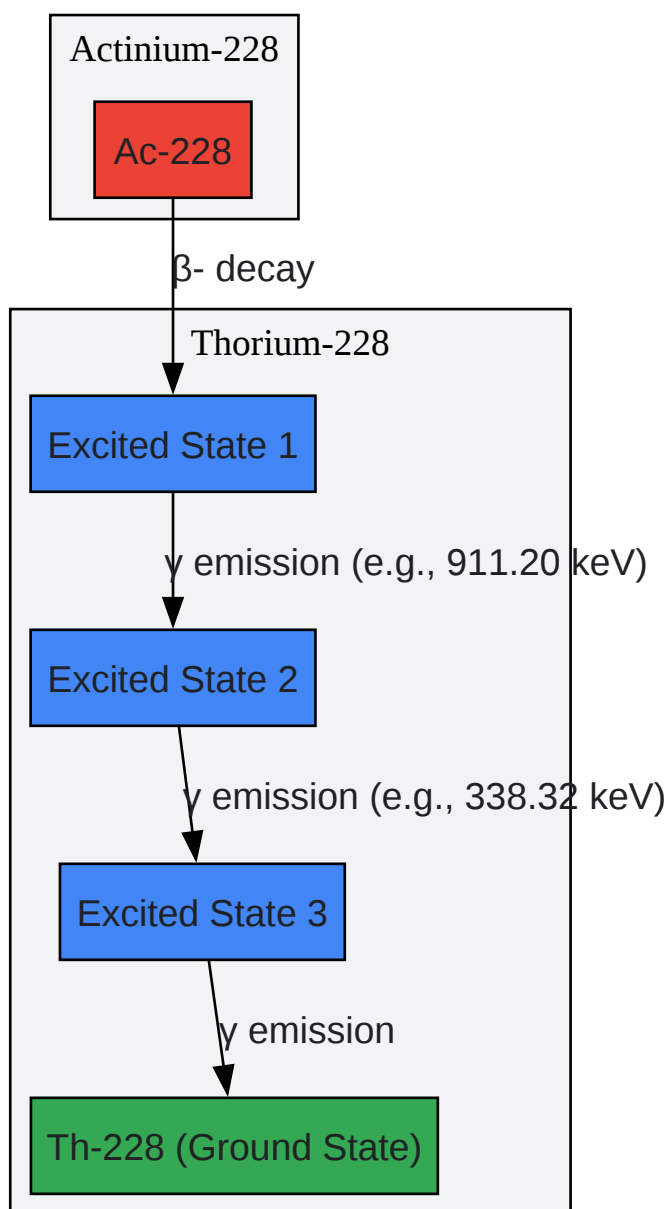 Actinium-228
Ac-228
β- decay
Thorium-228
Excited State 1
γ emission (e.g., 911.20 keV)
Excited State 2
γ emission (e.g., 338.32 keV)
Excited State 3
γ emission
Th-228 (Ground State)